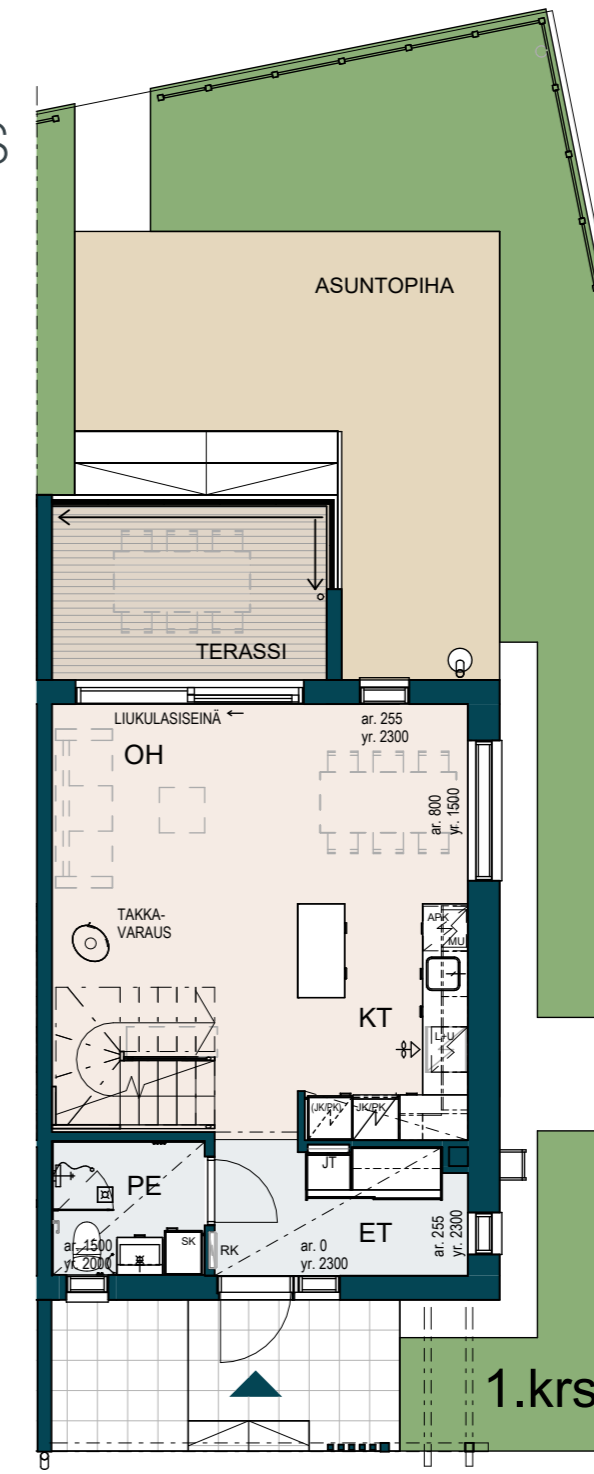 ASUNTOPIHA
TERASSI
LIUKULASISEINÄ ←
OH
ar. 255
yr. 2300
ar. 800
yr. 1500
TAKKA-
VARAUS
APK
MU
KT
L+U
(JK/PK)
JK/PK
JT
PE
ET
SK
RK
ar. 1500
yr. 2000
ar. 0
yr. 2300
ar. 255
yr. 2300
1.krs